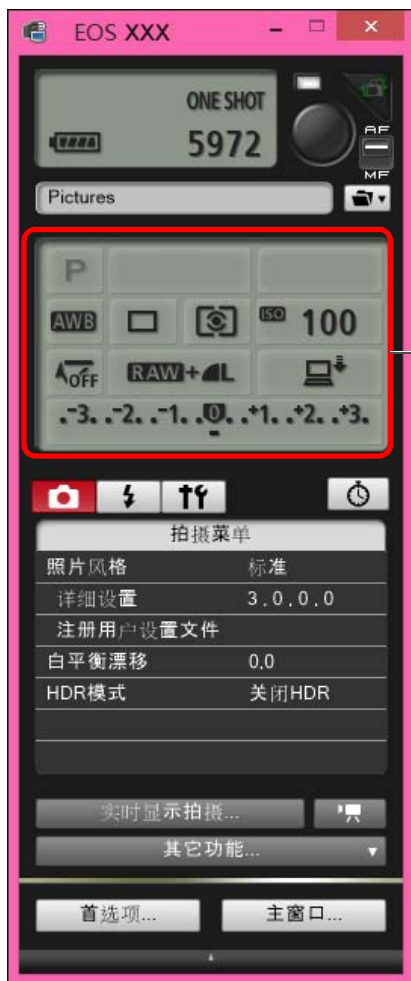 EOS XXX
ONE SHOT
5972
AF
MF
Pictures
P
AWB ISO 100
OFF RAW+L
.-3..-2..-1..0..+1..+2..+3.
拍摄菜单
照片风格 标准
详细设置 3,0,0,0
注册用户设置文件
白平衡漂移 0,0
HDR模式 关闭HDR
实时显示拍摄...
其它功能...
首选项... 主窗口...